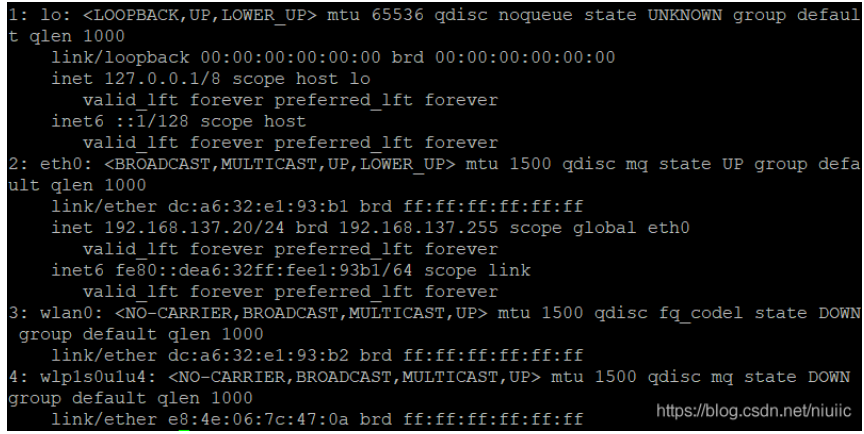 1: lo: <LOOPBACK,UP,LOWER_UP> mtu 65536 qdisc noqueue state UNKNOWN group defaul
t qlen 1000
    link/loopback 00:00:00:00:00:00 brd 00:00:00:00:00:00
    inet 127.0.0.1/8 scope host lo
       valid_lft forever preferred_lft forever
    inet6 ::1/128 scope host
       valid_lft forever preferred_lft forever
2: eth0: <BROADCAST,MULTICAST,UP,LOWER_UP> mtu 1500 qdisc mq state UP group defa
ult qlen 1000
    link/ether dc:a6:32:e1:93:b1 brd ff:ff:ff:ff:ff:ff
    inet 192.168.137.20/24 brd 192.168.137.255 scope global eth0
       valid_lft forever preferred_lft forever
    inet6 fe80::dea6:32ff:fee1:93b1/64 scope link
       valid_lft forever preferred_lft forever
3: wlan0: <NO-CARRIER,BROADCAST,MULTICAST,UP> mtu 1500 qdisc fq_codel state DOWN
 group default qlen 1000
    link/ether dc:a6:32:e1:93:b2 brd ff:ff:ff:ff:ff:ff
4: wlp1s0u1u4: <NO-CARRIER,BROADCAST,MULTICAST,UP> mtu 1500 qdisc mq state DOWN
group default qlen 1000
    link/ether e8:4e:06:7c:47:0a brd ff:ff:ff:ff:ff:ff
https://blog.csdn.net/niuiic